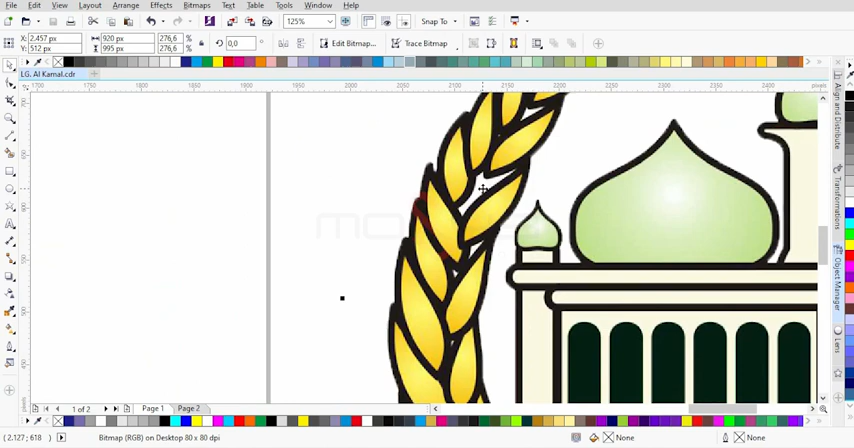 File Edit View Layout Arrange Effects Bitmaps Text Table Tools Window Help
125% Snap To
X: 2.457 px 920 px 276,6 %
Y: 512 px 995 px 276,6 % 0,0 ° Edit Bitmap... Trace Bitmap
LG. Al Kamal.cdr
1700 1750 1800 1850 1900 1950 2000 2050 2100 2150 2200 2250 2300 2350 2400 pixels
Align and Distribute
Transformations
Object Manager
Lens
pixels
1 of 2 Page 1 Page 2
(2.127; 618 ) Bitmap (RGB) on Desktop 80 x 80 dpi None None